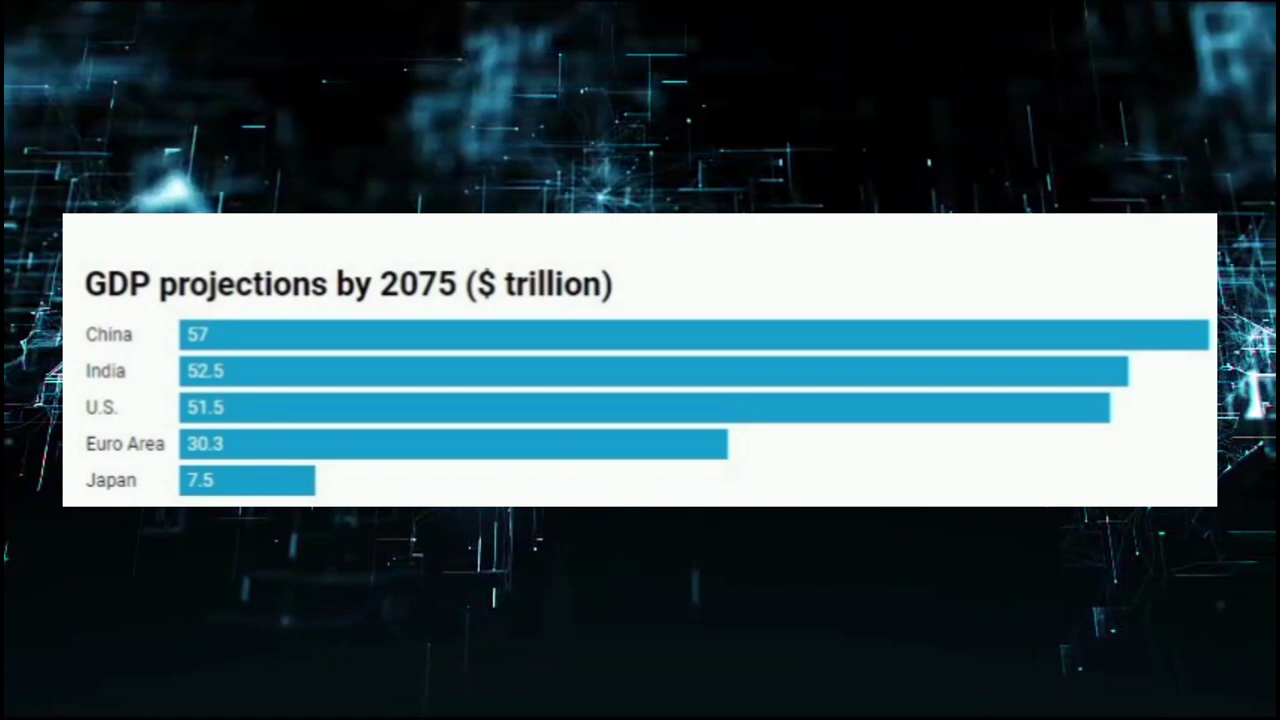 GDP projections by 2075 ($ trillion)
China 57
India 52.5
U.S. 51.5
Euro Area 30.3
Japan 7.5